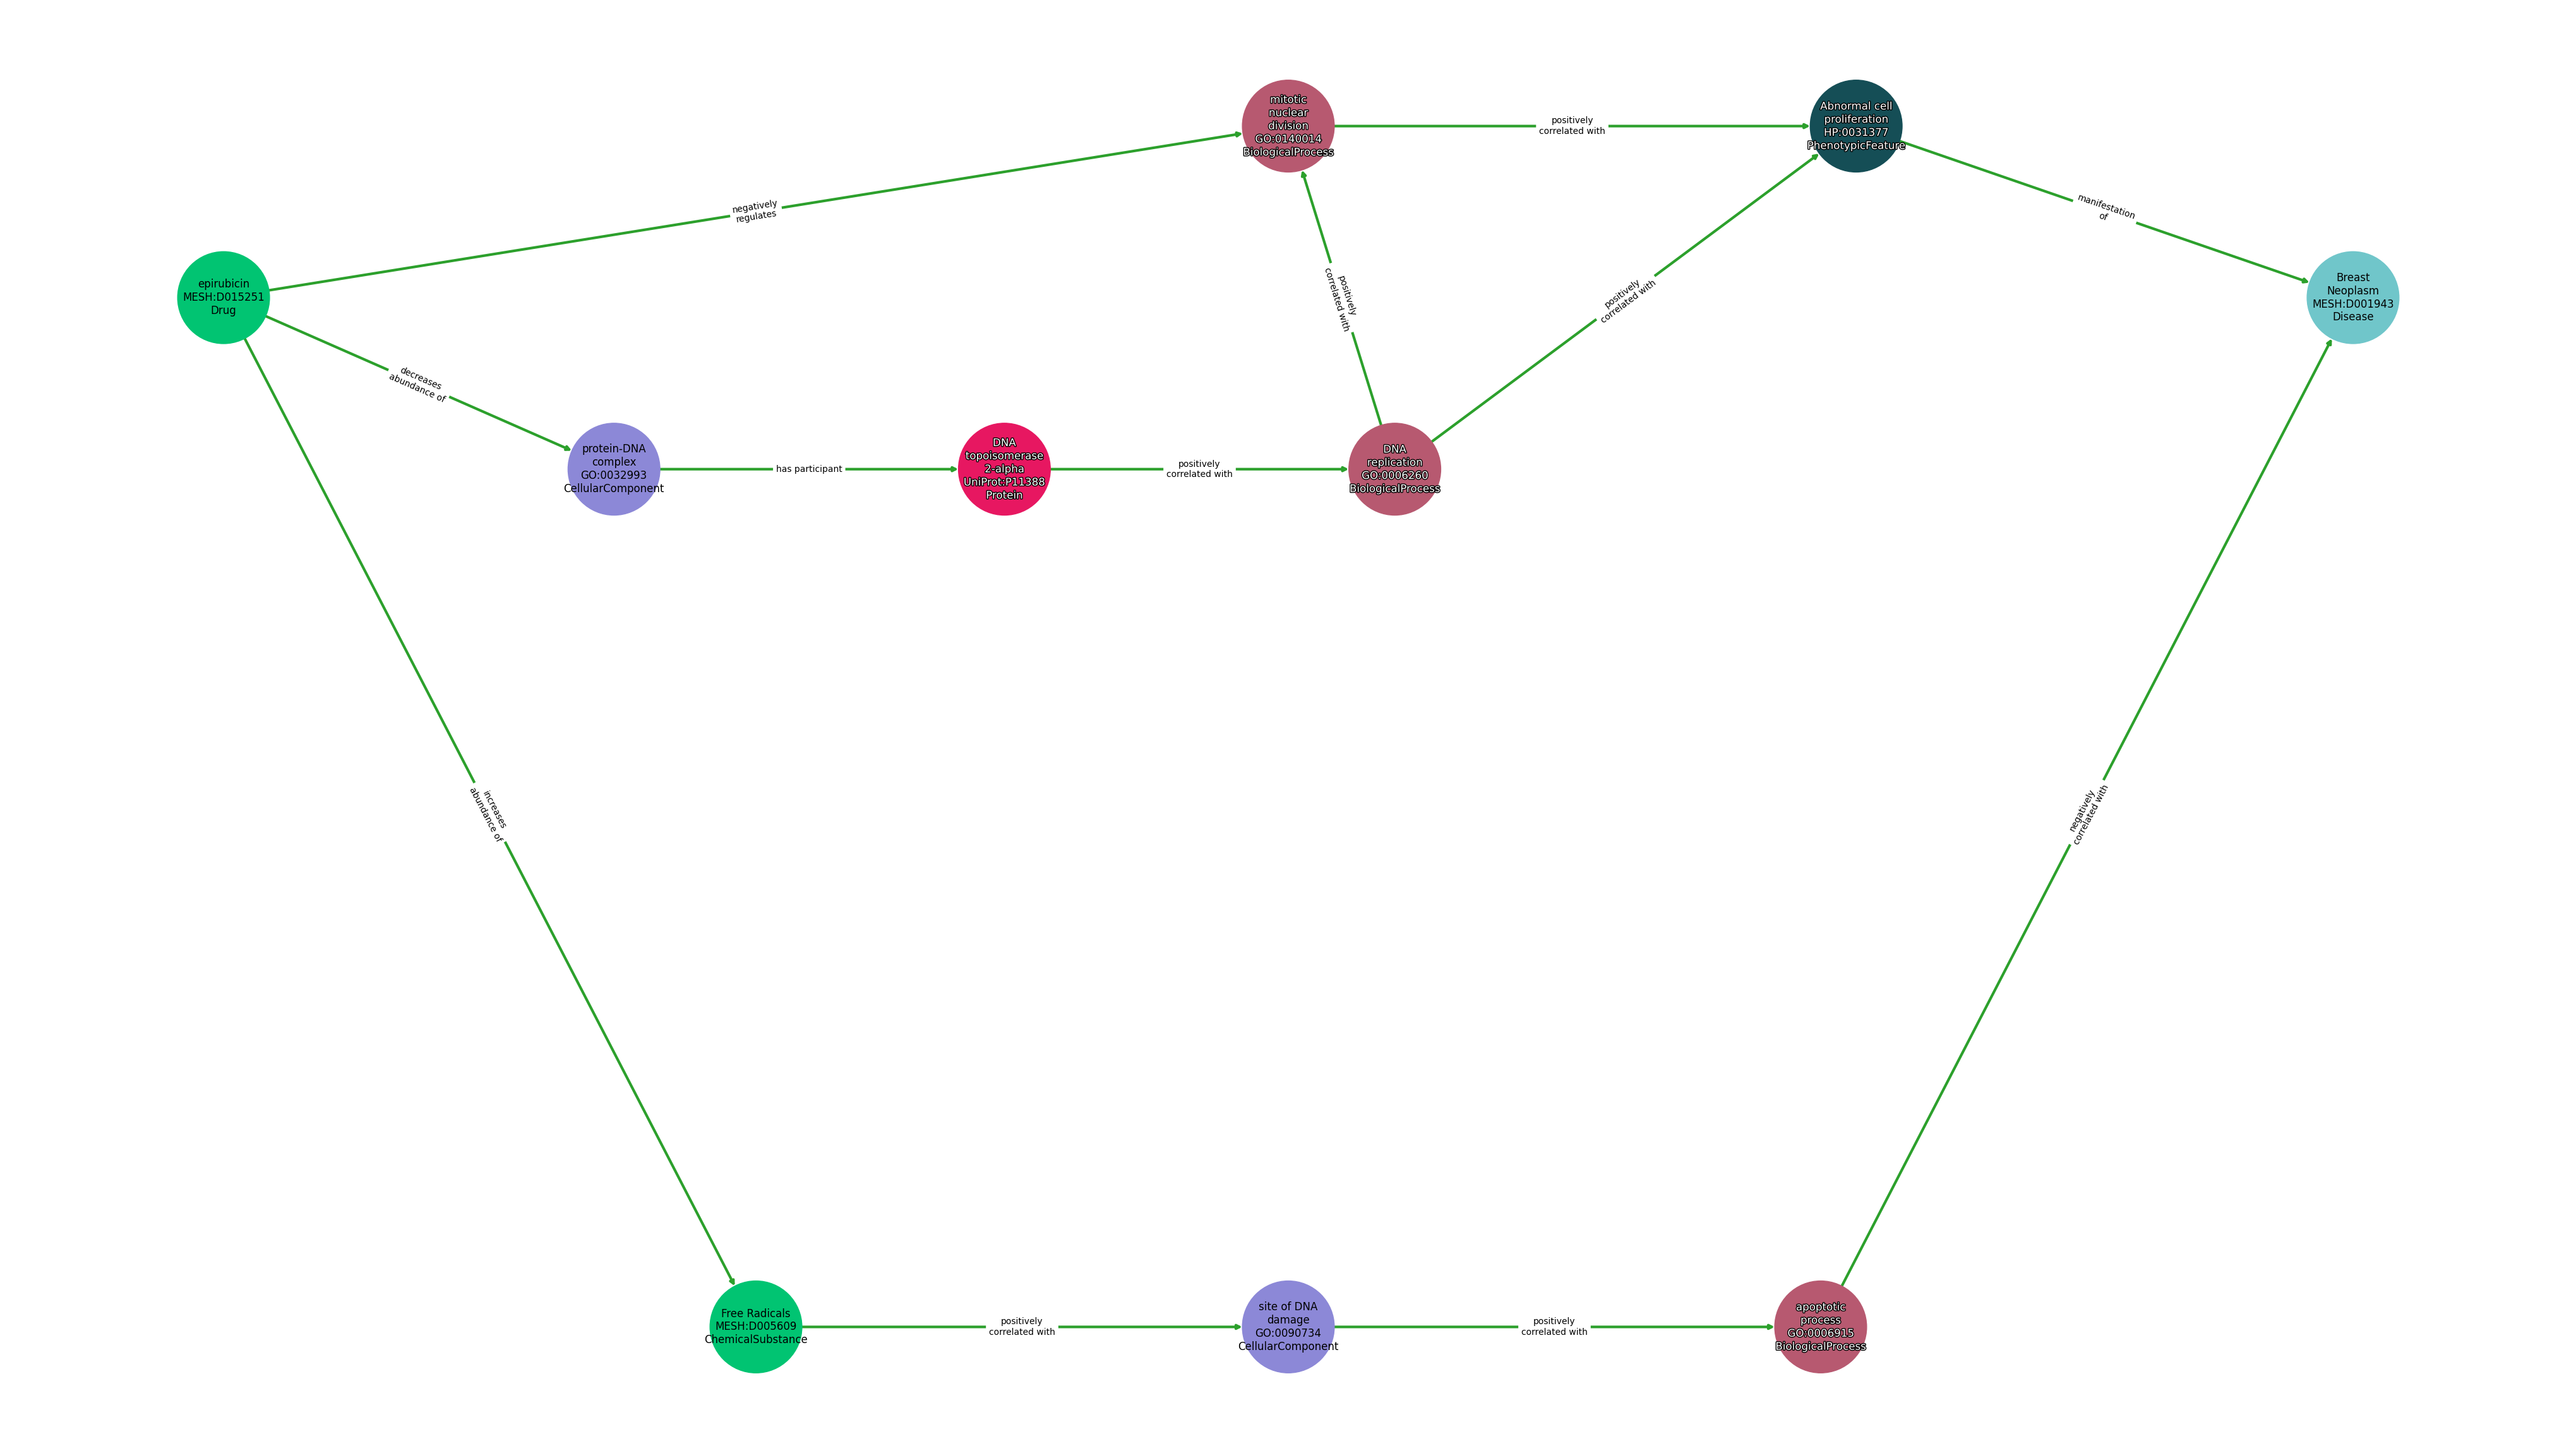 mitotic
nuclear
division
GO:0140014
BiologicalProcess
positively
correlated with
Abnormal cell
proliferation
HP:0031377
PhenotypicFeature
negatively
regulates
manifestation
of
epirubicin
MESH:D015251
Drug
positively
correlated with
positively
correlated with
Breast
Neoplasm
MESH:D001943
Disease
decreases
abundance of
protein-DNA
complex
GO:0032993
CellularComponent
has participant
DNA
topoisomerase
2-alpha
UniProt:P11388
Protein
positively
correlated with
DNA
replication
GO:0006260
BiologicalProcess
increases
abundance of
negatively
correlated with
Free Radicals
MESH:D005609
ChemicalSubstance
positively
correlated with
site of DNA
damage
GO:0090734
CellularComponent
positively
correlated with
apoptotic
process
GO:0006915
BiologicalProcess